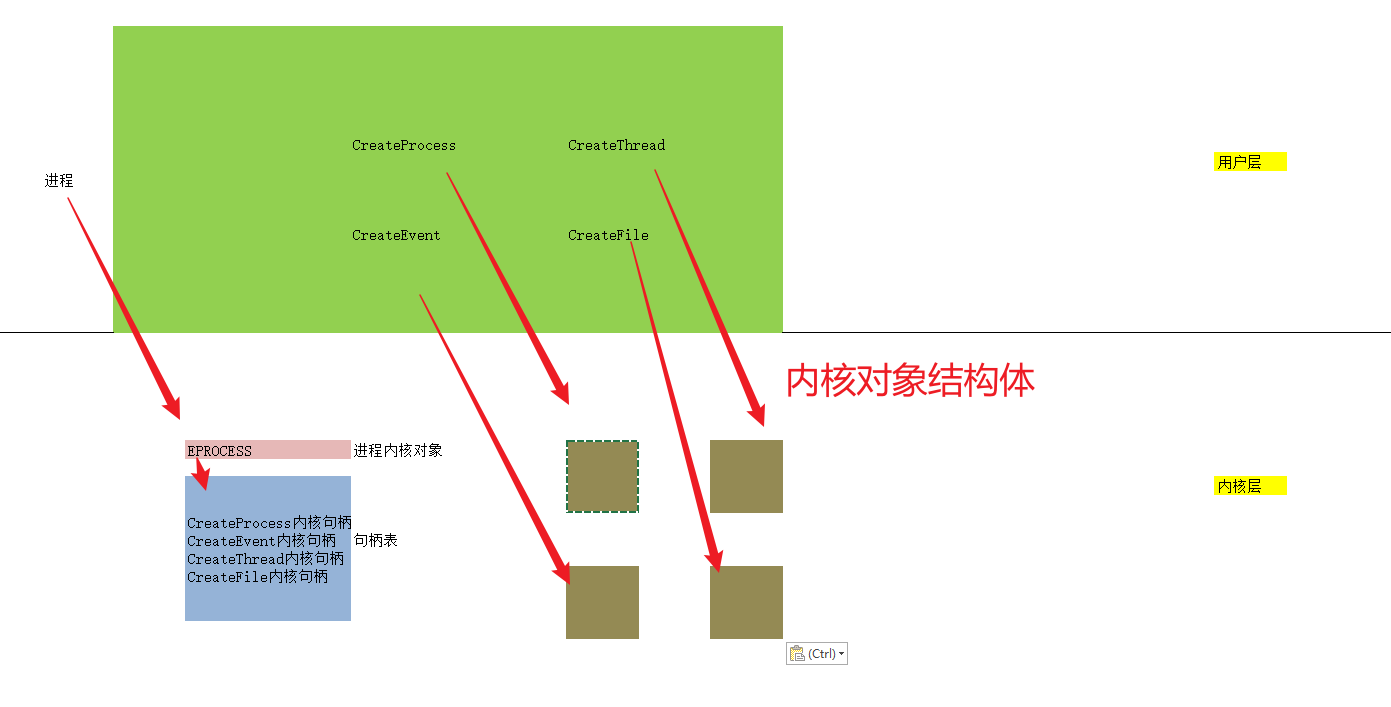 CreateProcess
CreateThread
用户层
进程
CreateEvent
CreateFile
内核对象结构体
EPROCESS
进程内核对象
内核层
CreateProcess内核句柄
CreateEvent内核句柄
句柄表
CreateThread内核句柄
CreateFile内核句柄
(Ctrl)